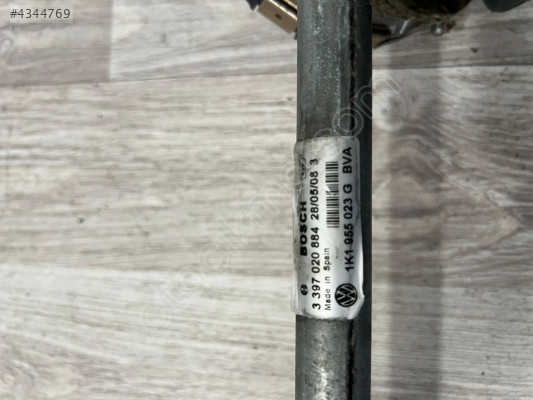 #4344769
BOSCH
3 397 020 884 28/05/08 3
Made in Spain
1K1 955 023 G BVA